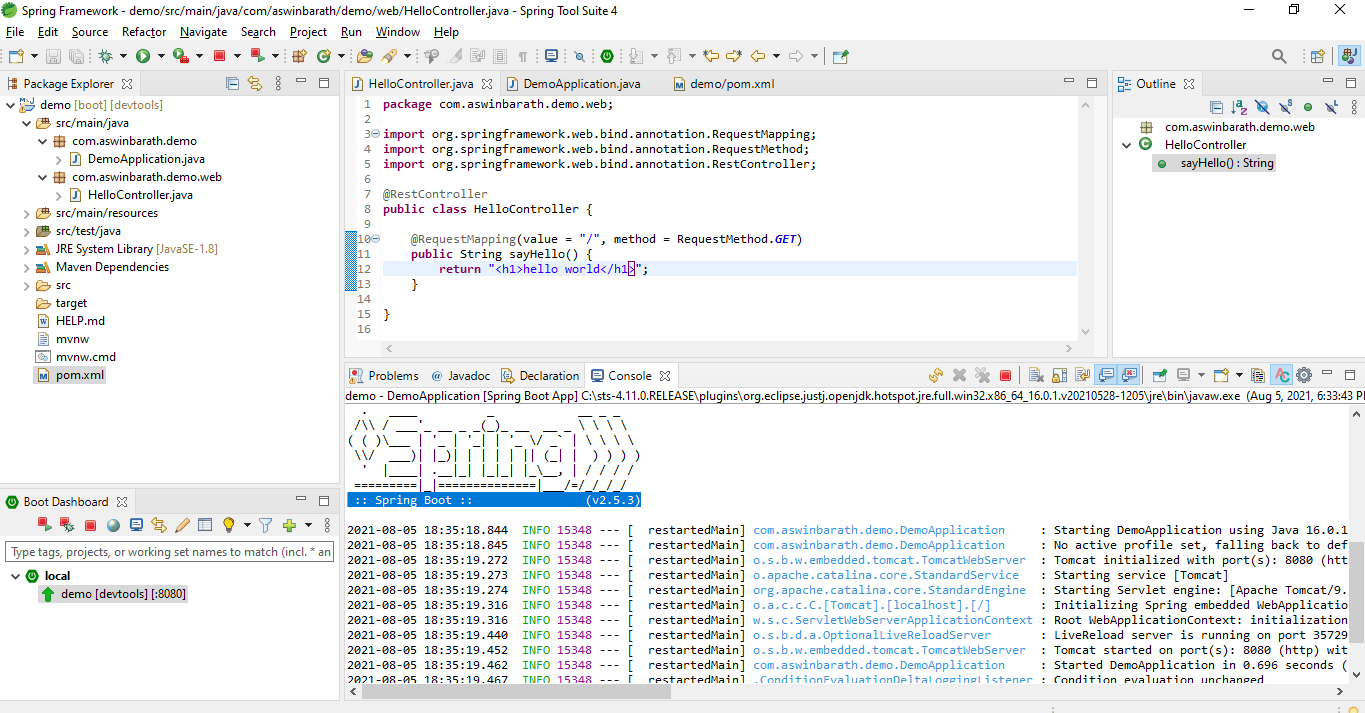 Spring Framework - demo/src/main/java/com/aswinbarath/demo/web/HelloController.java - Spring Tool Suite 4
File Edit Source Refactor Navigate Search Project Run Window Help
Package Explorer
demo [boot] [devtools]
src/main/java
com.aswinbarath.demo
DemoApplication.java
com.aswinbarath.demo.web
HelloController.java
src/main/resources
src/test/java
JRE System Library [JavaSE-1.8]
Maven Dependencies
src
target
HELP.md
mvnw
mvnw.cmd
pom.xml
HelloController.java DemoApplication.java demo/pom.xml
1 package com.aswinbarath.demo.web;
2
3 import org.springframework.web.bind.annotation.RequestMapping;
4 import org.springframework.web.bind.annotation.RequestMethod;
5 import org.springframework.web.bind.annotation.RestController;
6
7 @RestController
8 public class HelloController {
9
10 @RequestMapping(value = "/", method = RequestMethod.GET)
11 public String sayHello() {
12 return "<h1>hello world</h1>";
13 }
14
15 }
16
Outline
com.aswinbarath.demo.web
HelloController
sayHello() : String
Boot Dashboard
Type tags, projects, or working set names to match (incl. * an
local
demo [devtools] [:8080]
Problems Javadoc Declaration Console
demo - DemoApplication [Spring Boot App] C:\sts-4.11.0.RELEASE\plugins\org.eclipse.justj.openjdk.hotspot.jre.full.win32.x86_64_16.0.1.v20210528-1205\jre\bin\javaw.exe (Aug 5, 2021, 6:33:43 P
Spring
:: Spring Boot :: (v2.5.3)
2021-08-05 18:35:18.844 INFO 15348 --- [ restartedMain] com.aswinbarath.demo.DemoApplication : Starting DemoApplication using Java 16.0.1
2021-08-05 18:35:18.845 INFO 15348 --- [ restartedMain] com.aswinbarath.demo.DemoApplication : No active profile set, falling back to def
2021-08-05 18:35:19.272 INFO 15348 --- [ restartedMain] o.s.b.w.embedded.tomcat.TomcatWebServer : Tomcat initialized with port(s): 8080 (htt
2021-08-05 18:35:19.273 INFO 15348 --- [ restartedMain] o.apache.catalina.core.StandardService : Starting service [Tomcat]
2021-08-05 18:35:19.274 INFO 15348 --- [ restartedMain] org.apache.catalina.core.StandardEngine : Starting Servlet engine: [Apache Tomcat/9.
2021-08-05 18:35:19.316 INFO 15348 --- [ restartedMain] o.a.c.c.C.[Tomcat].[localhost].[/] : Initializing Spring embedded WebApplicatio
2021-08-05 18:35:19.316 INFO 15348 --- [ restartedMain] w.s.c.ServletWebServerApplicationContext : Root WebApplicationContext: initialization
2021-08-05 18:35:19.440 INFO 15348 --- [ restartedMain] o.s.b.d.a.OptionalLiveReloadServer : LiveReload server is running on port 35729
2021-08-05 18:35:19.452 INFO 15348 --- [ restartedMain] o.s.b.w.embedded.tomcat.TomcatWebServer : Tomcat started on port(s): 8080 (http) wit
2021-08-05 18:35:19.462 INFO 15348 --- [ restartedMain] com.aswinbarath.demo.DemoApplication : Started DemoApplication in 0.696 seconds (
2021-08-05 18:35:19.467 INFO 15348 --- [ restartedMain] .ConditionEvaluationDeltaLoggingListener : Condition evaluation unchanged